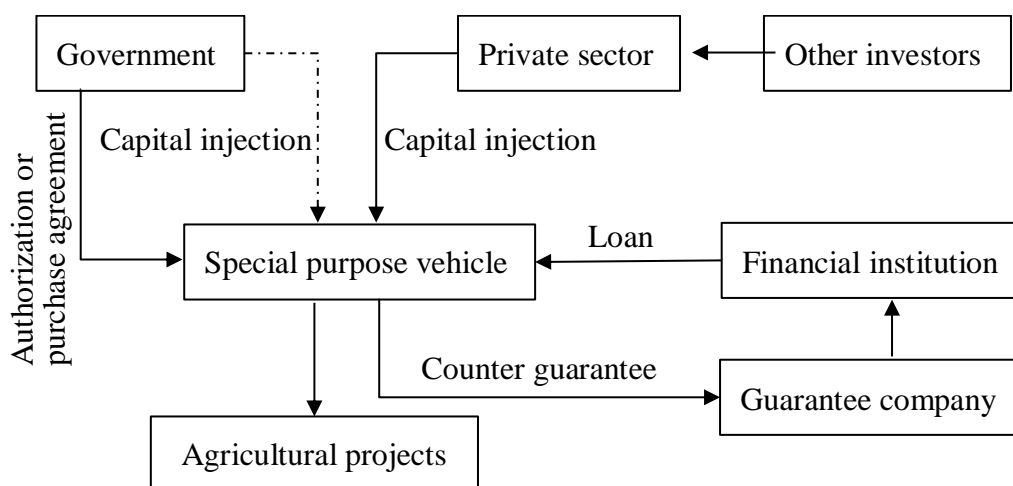 Government
Private sector
Other investors
Capital injection
Capital injection
Authorization or
purchase agreement
Special purpose vehicle
Loan
Financial institution
Counter guarantee
Guarantee company
Agricultural projects